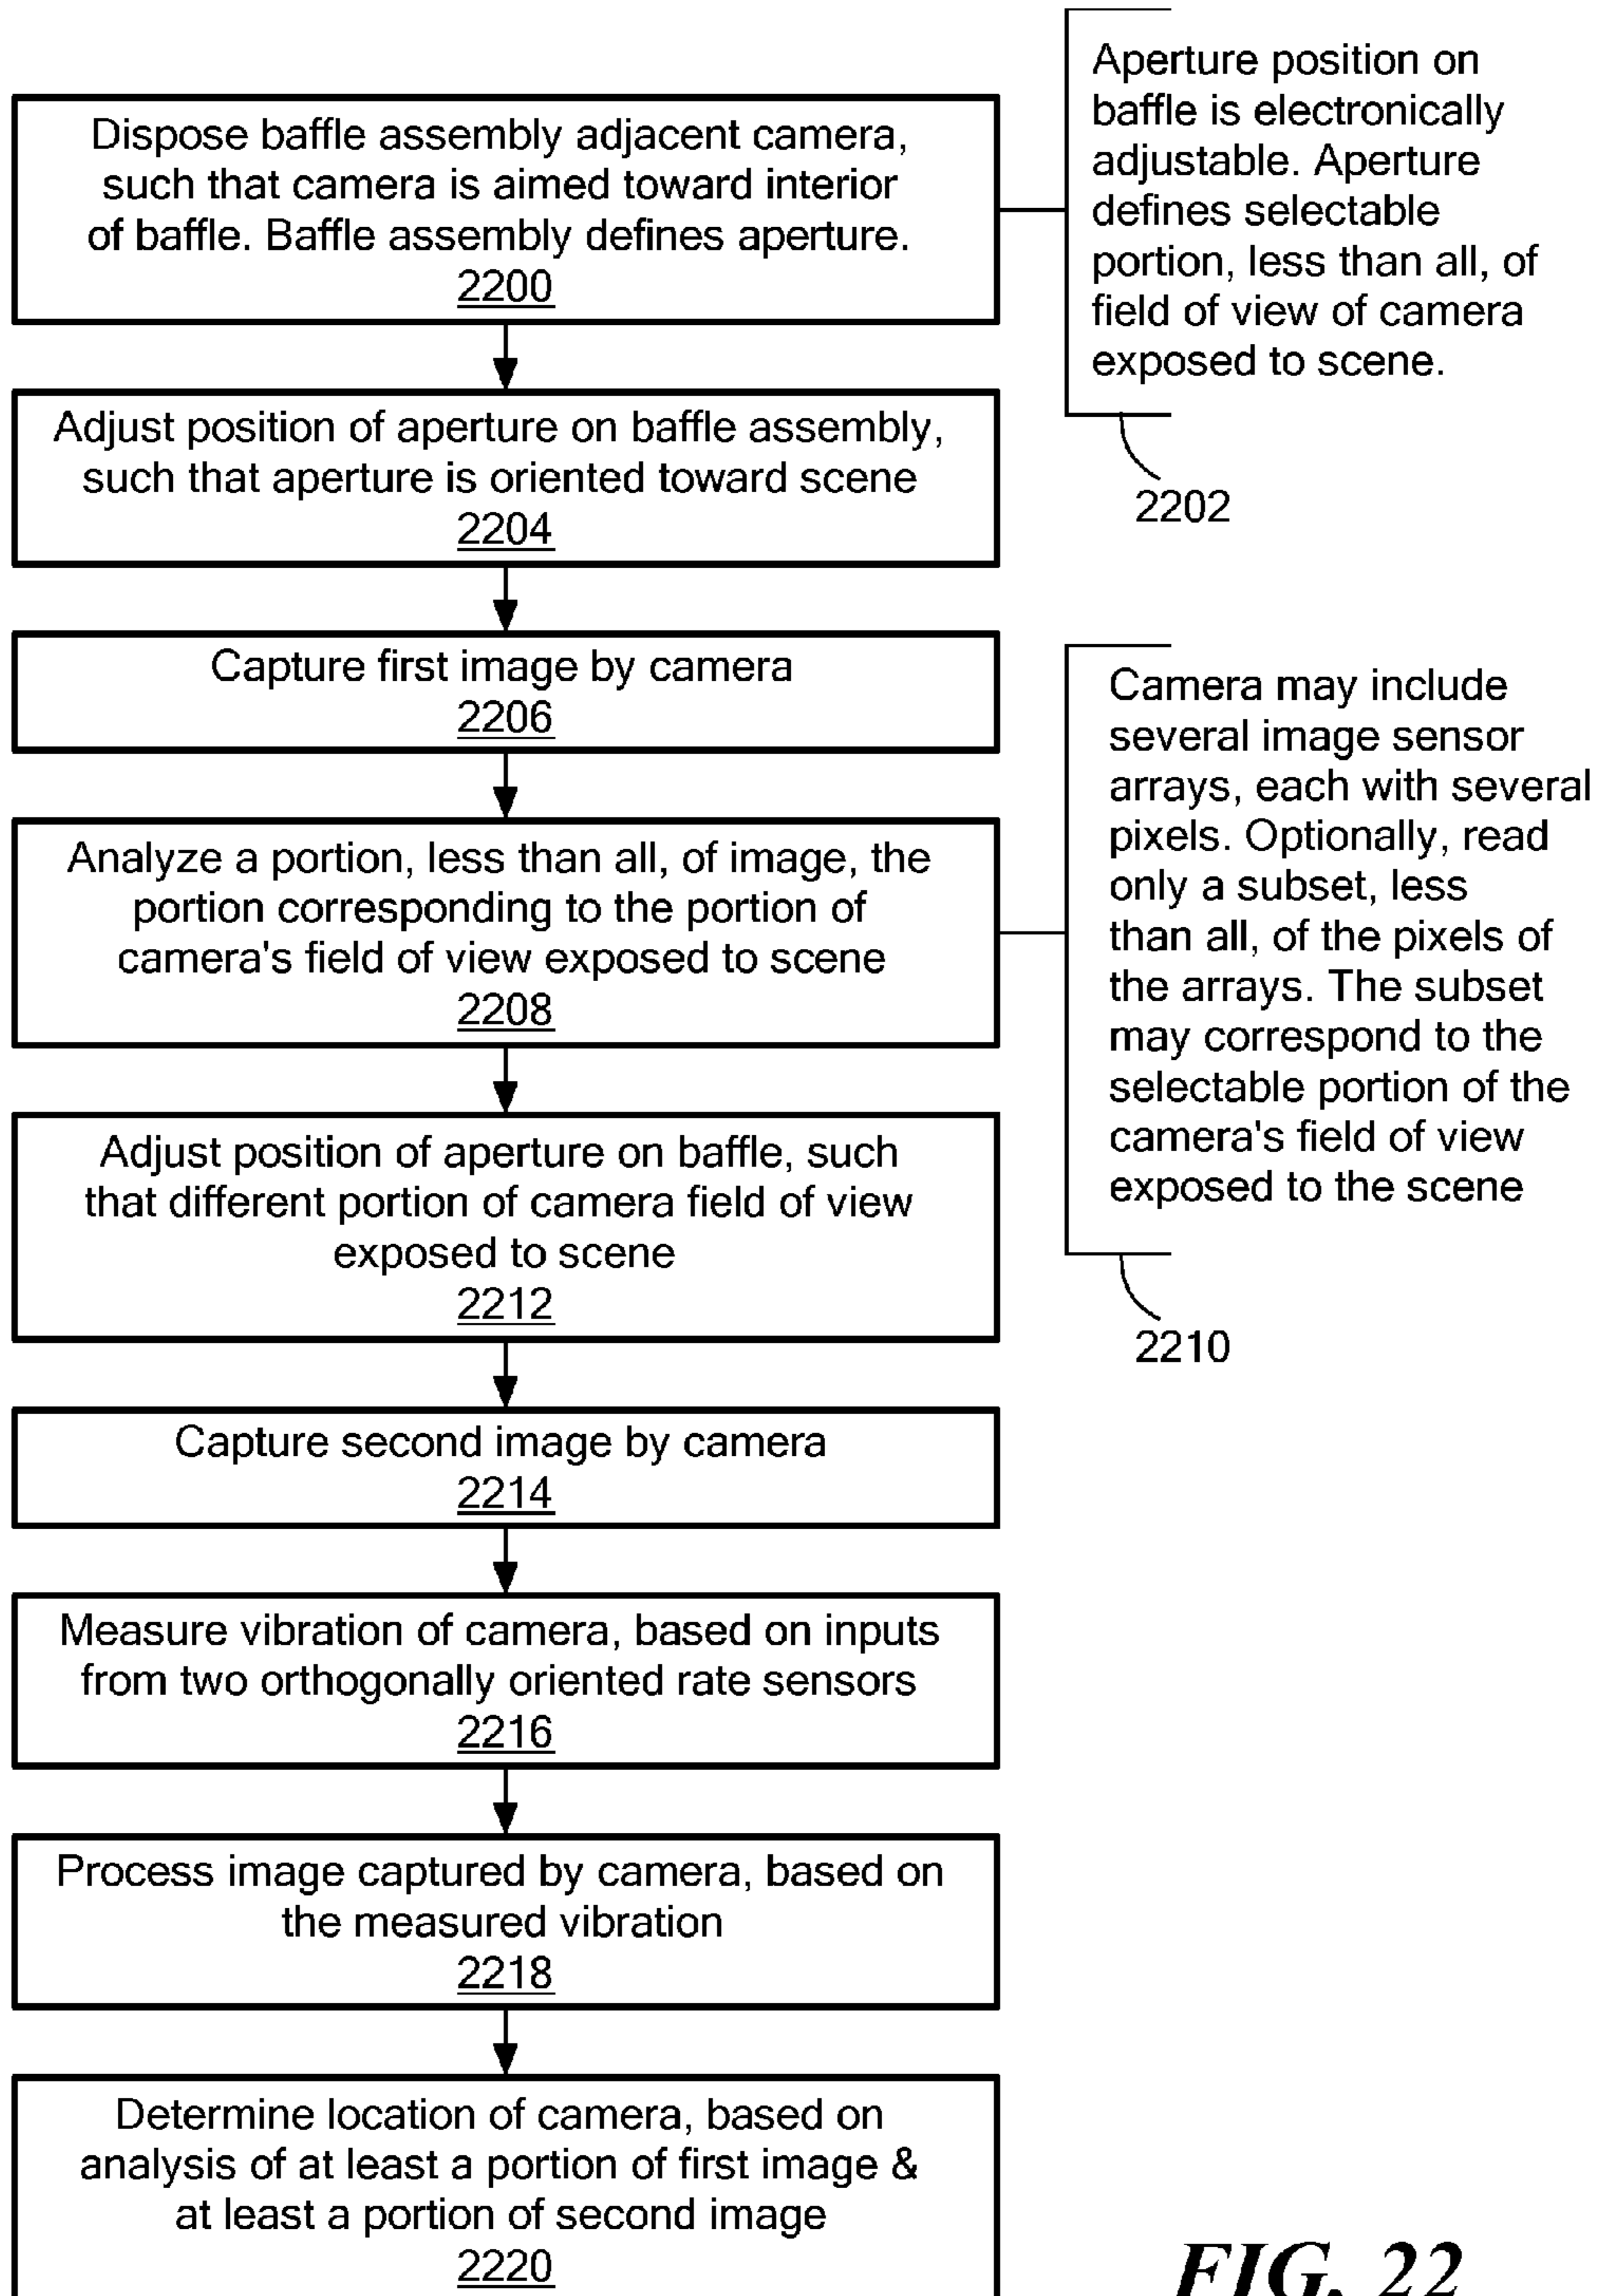 Dispose baffle assembly adjacent camera,
such that camera is aimed toward interior
of baffle. Baffle assembly defines aperture.
2200
Aperture position on
baffle is electronically
adjustable. Aperture
defines selectable
portion, less than all, of
field of view of camera
exposed to scene.
2202
Adjust position of aperture on baffle assembly,
such that aperture is oriented toward scene
2204
Capture first image by camera
2206
Analyze a portion, less than all, of image, the
portion corresponding to the portion of
camera's field of view exposed to scene
2208
Camera may include
several image sensor
arrays, each with several
pixels. Optionally, read
only a subset, less
than all, of the pixels of
the arrays. The subset
may correspond to the
selectable portion of the
camera's field of view
exposed to the scene
2210
Adjust position of aperture on baffle, such
that different portion of camera field of view
exposed to scene
2212
Capture second image by camera
2214
Measure vibration of camera, based on inputs
from two orthogonally oriented rate sensors
2216
Process image captured by camera, based on
the measured vibration
2218
Determine location of camera, based on
analysis of at least a portion of first image &
at least a portion of second image
2220
FIG. 22